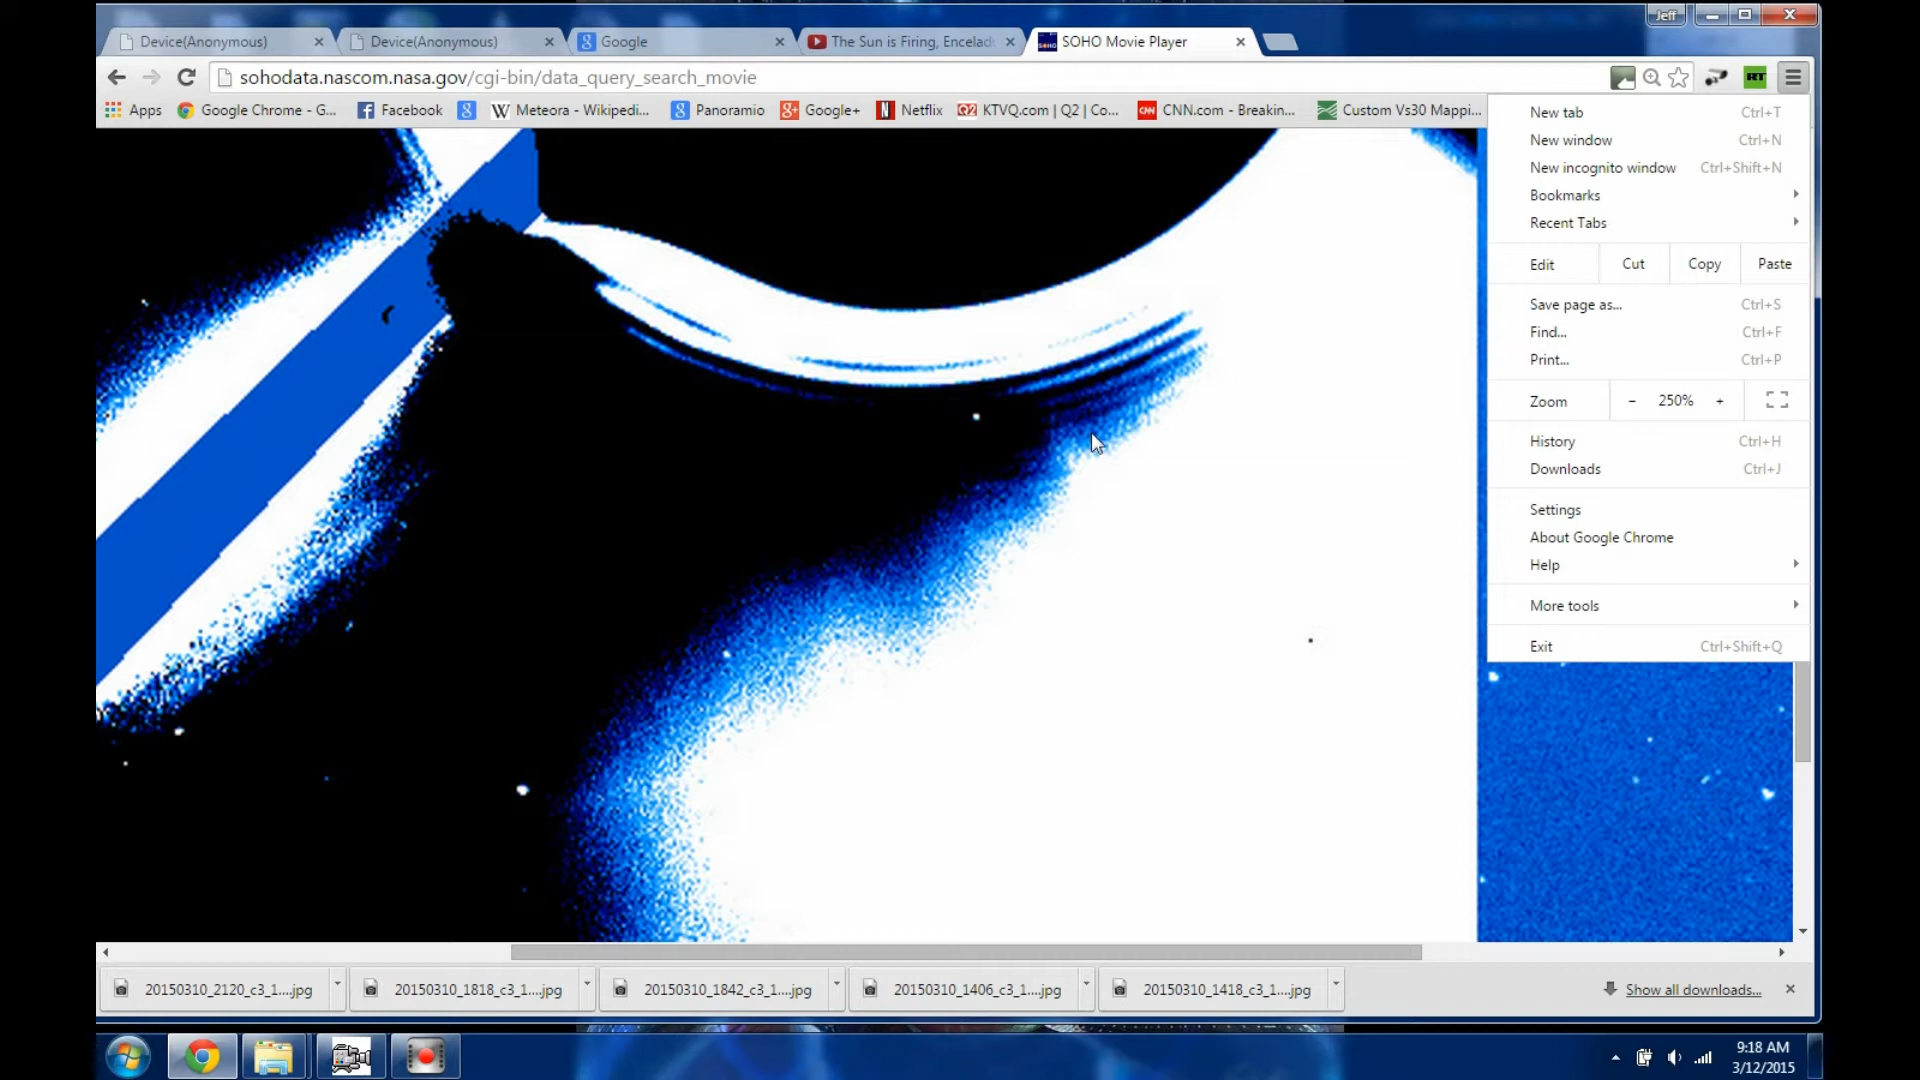 Jeff
Device(Anonymous)
Device(Anonymous)
Google
The Sun is Firing, Encelad
SOHO Movie Player
sohodata.nascom.nasa.gov/cgi-bin/data_query_search_movie
RT
Apps
Google Chrome - G...
Facebook
Meteora - Wikipedi...
Panoramio
Google+
Netflix
KTVQ.com | Q2 | Co...
CNN.com - Breakin...
Custom Vs30 Mappi...
New tab Ctrl+T
New window Ctrl+N
New incognito window Ctrl+Shift+N
Bookmarks
Recent Tabs
Edit Cut Copy Paste
Save page as... Ctrl+S
Find... Ctrl+F
Print... Ctrl+P
Zoom - 250% +
History Ctrl+H
Downloads Ctrl+J
Settings
About Google Chrome
Help
More tools
Exit Ctrl+Shift+Q
20150310_2120_c3_1....jpg
20150310_1818_c3_1....jpg
20150310_1842_c3_1....jpg
20150310_1406_c3_1....jpg
20150310_1418_c3_1....jpg
Show all downloads...
9:18 AM
3/12/2015